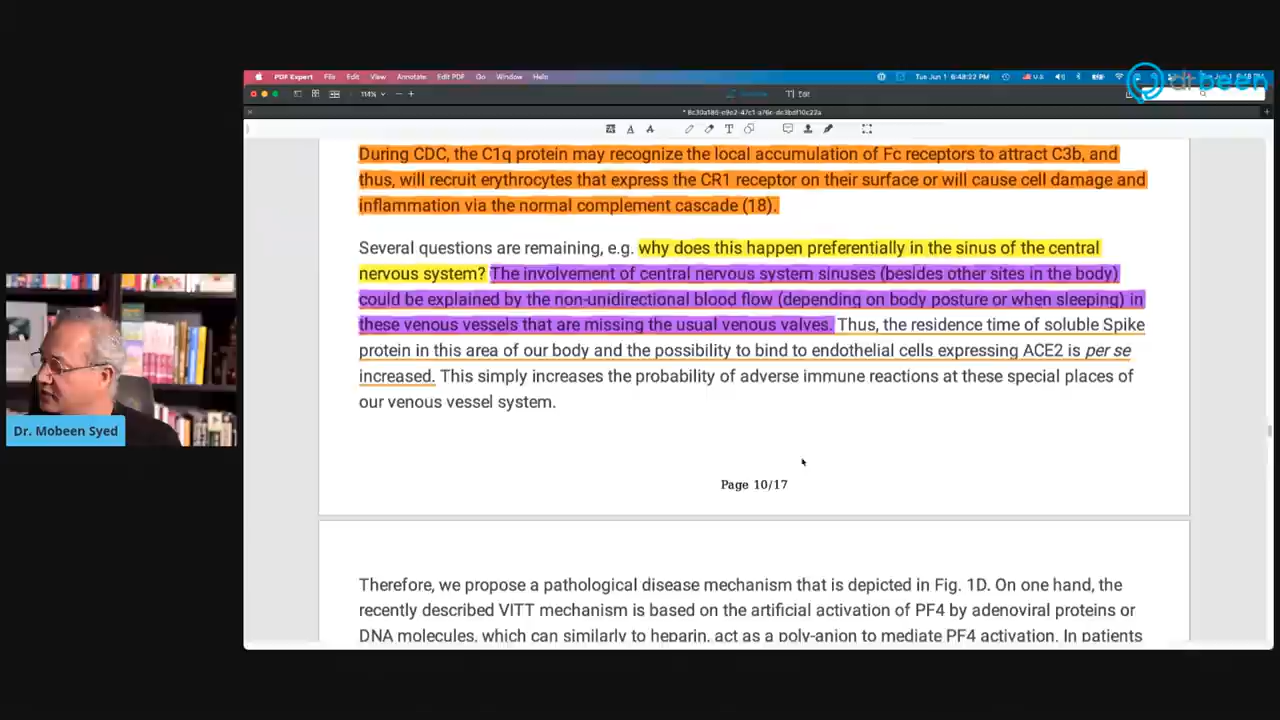 drbeen
PDF Expert File Edit View Annotate Edit PDF Go Window Help
Tue Jun 1 6:48:22 PM
114%
Edit
During CDC, the C1q protein may recognize the local accumulation of Fc receptors to attract C3b, and
thus, will recruit erythrocytes that express the CR1 receptor on their surface or will cause cell damage and
inflammation via the normal complement cascade (18).
Several questions are remaining, e.g. why does this happen preferentially in the sinus of the central
nervous system? The involvement of central nervous system sinuses (besides other sites in the body)
could be explained by the non-unidirectional blood flow (depending on body posture or when sleeping) in
these venous vessels that are missing the usual venous valves. Thus, the residence time of soluble Spike
protein in this area of our body and the possibility to bind to endothelial cells expressing ACE2 is per se
increased. This simply increases the probability of adverse immune reactions at these special places of
our venous vessel system.
Dr. Mobeen Syed
Page 10/17
Therefore, we propose a pathological disease mechanism that is depicted in Fig. 1D. On one hand, the
recently described VITT mechanism is based on the artificial activation of PF4 by adenoviral proteins or
DNA molecules, which can similarly to heparin, act as a poly-anion to mediate PF4 activation. In patients